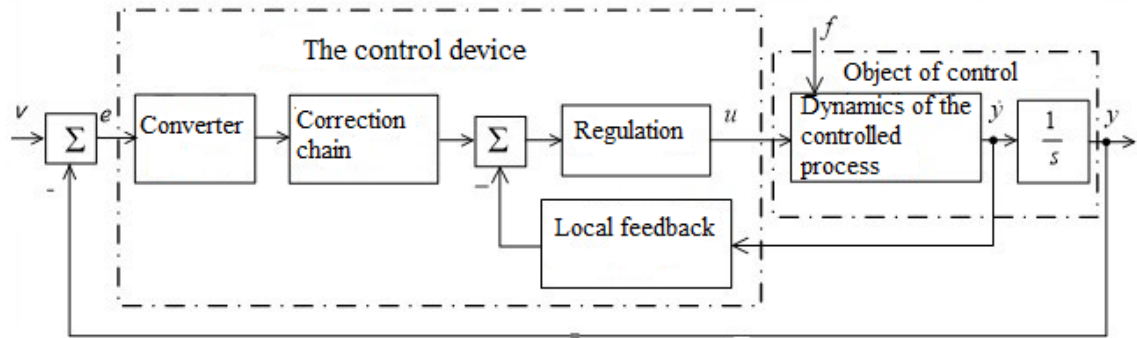 The control device
f
Object of control
v
Σ
e
Converter
Correction
chain
Σ
Regulation
u
Dynamics of the
controlled
process
ẏ
1
s
y
-
−
Local feedback